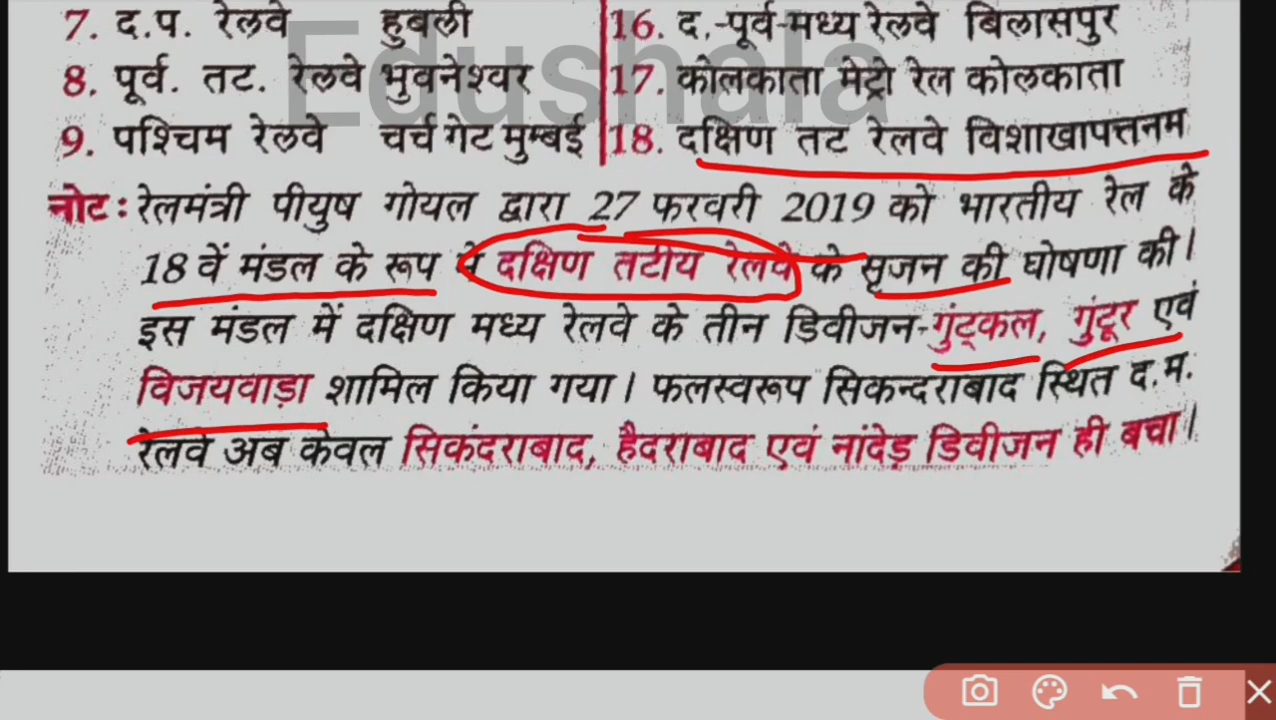 7. द.प. रेलवे हुबली
8. पूर्व. तट. रेलवे भुवनेश्वर
9. पश्चिम रेलवे चर्च गेट मुम्बई
16. द.-पूर्व-मध्य रेलवे बिलासपुर
17. कोलकाता मेट्रो रेल कोलकाता
18. दक्षिण तट रेलवे विशाखापत्तनम
Edushala
नोट: रेलमंत्री पीयुष गोयल द्वारा 27 फरवरी 2019 को भारतीय रेल के
18 वें मंडल के रूप में दक्षिण तटीय रेलवे के सृजन की घोषणा की।
इस मंडल में दक्षिण मध्य रेलवे के तीन डिवीजन-गुंट्कल, गुंटूर एवं
विजयवाड़ा शामिल किया गया। फलस्वरूप सिकन्दराबाद स्थित द.म.
रेलवे अब केवल सिकंदराबाद, हैदराबाद एवं नांदेड़ डिवीजन ही बचा।